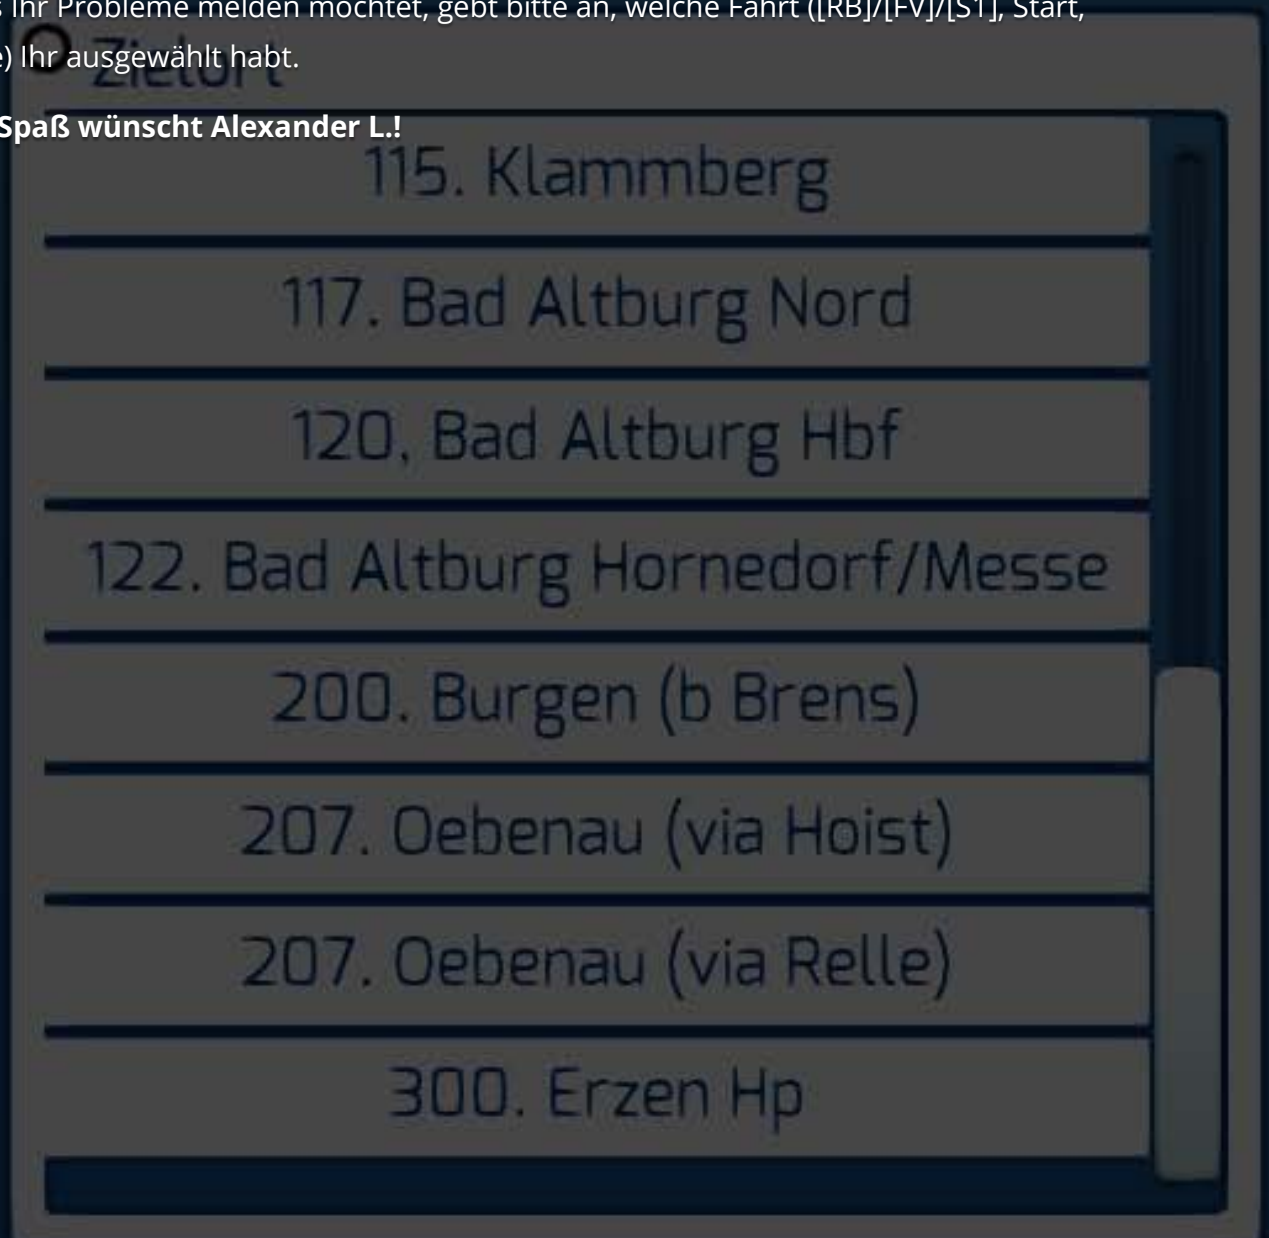 s Ihr Probleme melden möchtet, gebt bitte an, welche Fahrt ([RB]/[FV]/[S1], Start,
e) Ihr ausgewählt habt.
Zielort
Spaß wünscht Alexander L.!
115. Klammberg
117. Bad Altburg Nord
120, Bad Altburg Hbf
122. Bad Altburg Hornedorf/Messe
200. Burgen (b Brens)
207. Oebenau (via Hoist)
207. Oebenau (via Relle)
300. Erzen Hp